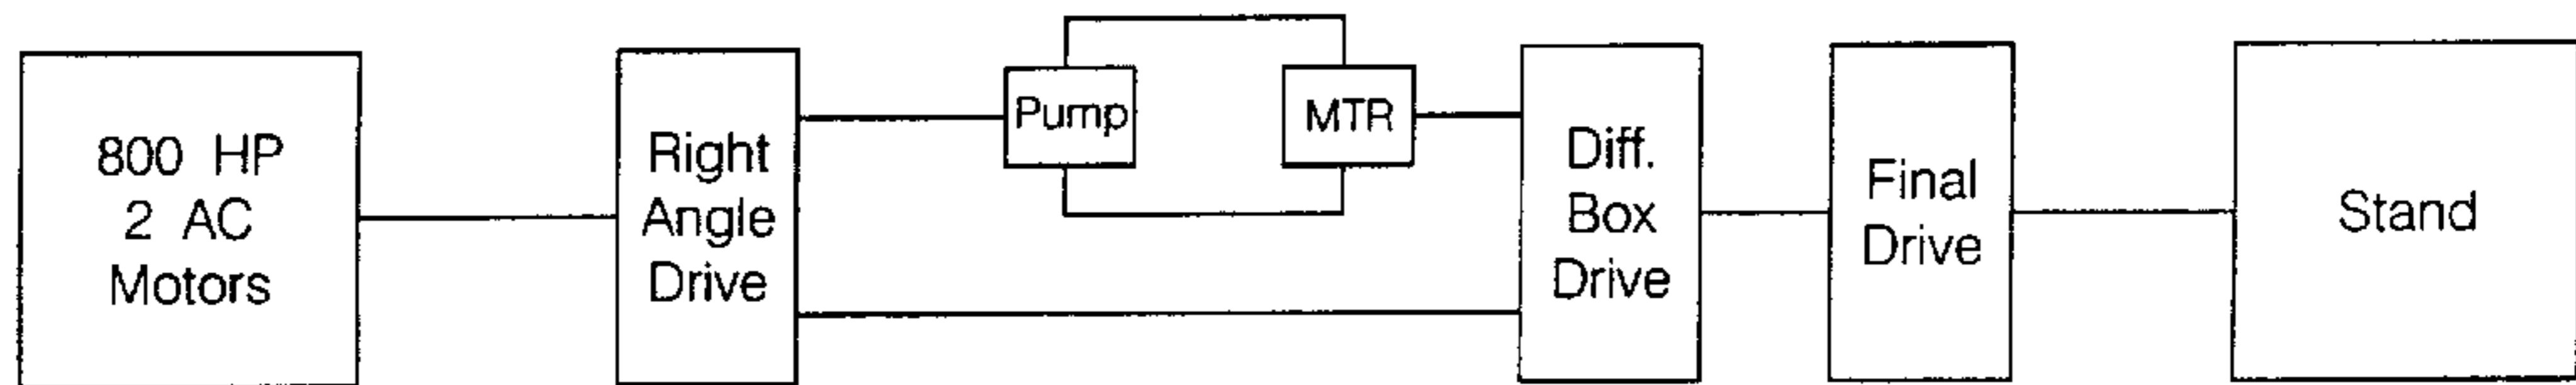 800 HP
2 AC
Motors
Right
Angle
Drive
Pump
MTR
Diff.
Box
Drive
Final
Drive
Stand